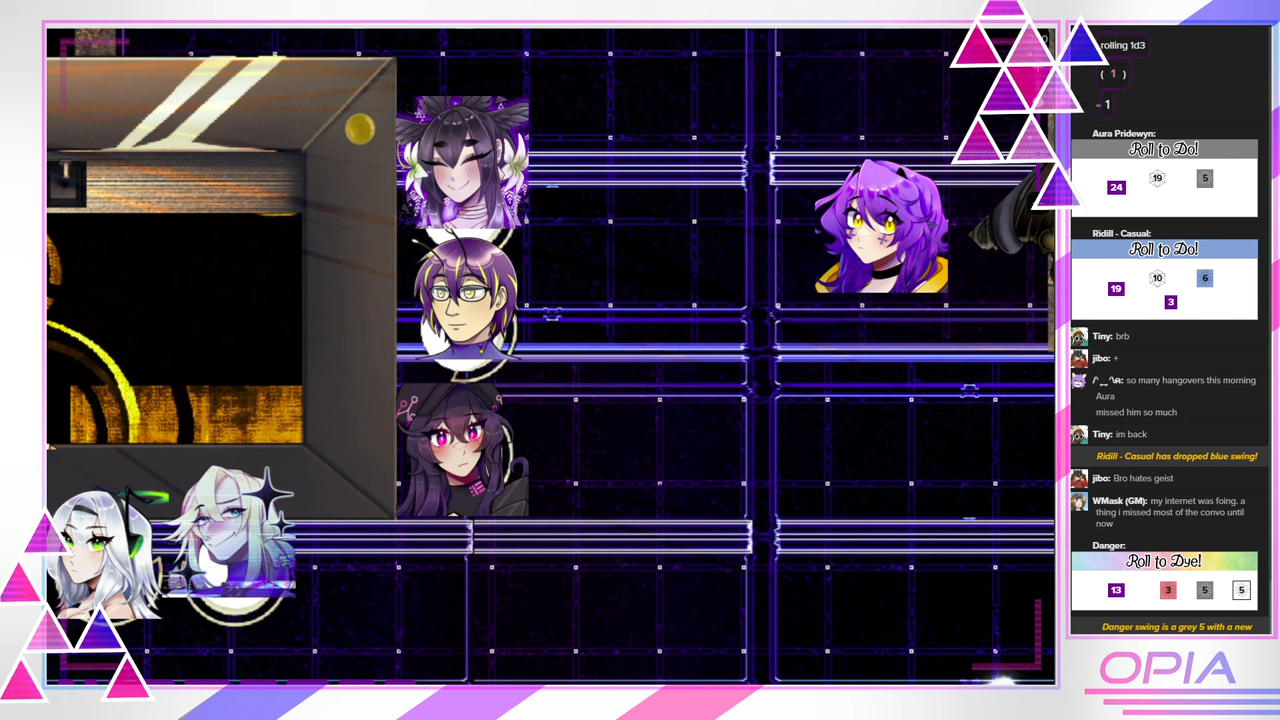 rolling 1d3
( 1 )
= 1
Aura Pridewyn:
Roll to Do!
24
19
5
Ridill - Casual:
Roll to Do!
19
10
6
3
Tiny: brb
jibo: +
so many hangovers this morning
Aura
missed him so much
Tiny: im back
Ridill - Casual has dropped blue swing!
jibo: Bro hates geist
WMask (GM): my internet was foing. a
thing i missed most of the convo until
now
Danger:
Roll to Dye!
13
3
5
5
Danger swing is a grey 5 with a new
OPIA